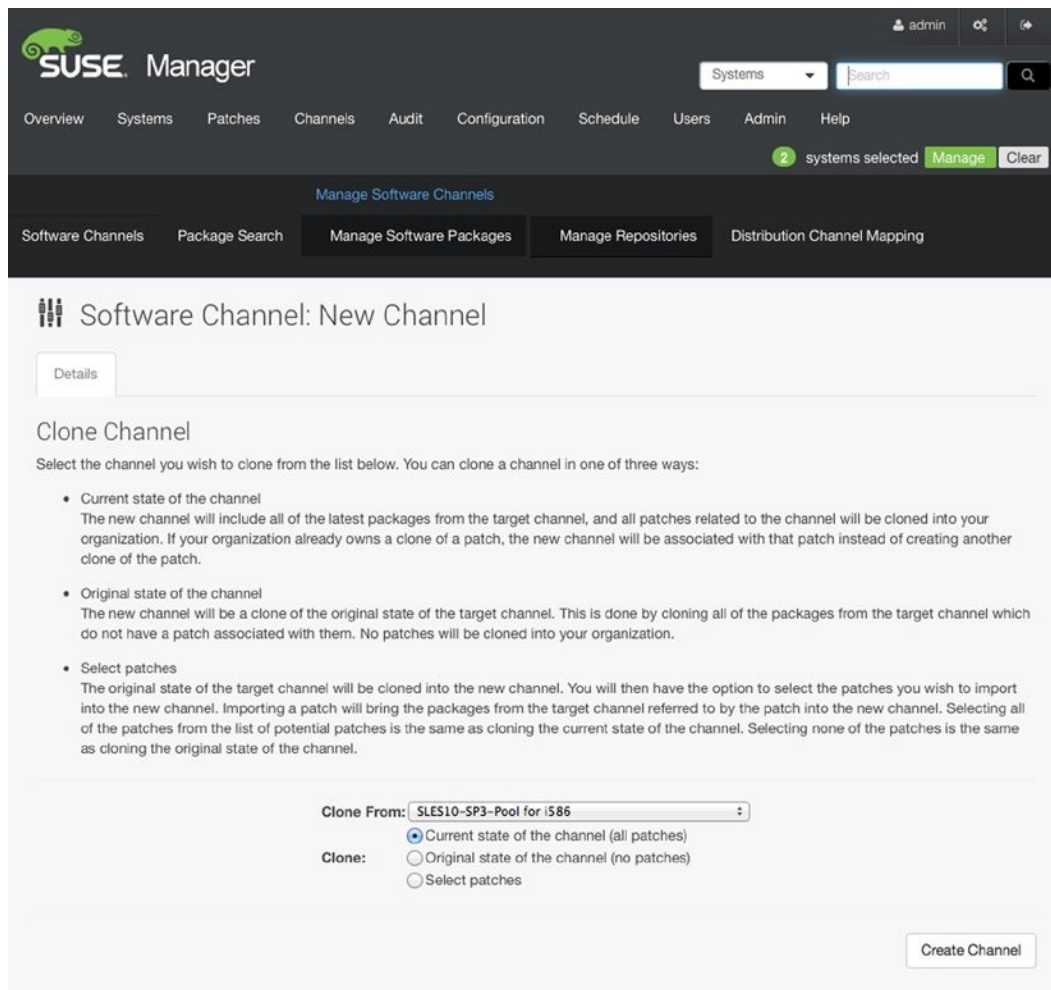 admin
SUSE. Manager
Systems
Search
Overview Systems Patches Channels Audit Configuration Schedule Users Admin Help
2 systems selected Manage Clear
Manage Software Channels
Software Channels Package Search Manage Software Packages Manage Repositories Distribution Channel Mapping
Software Channel: New Channel
Details
Clone Channel
Select the channel you wish to clone from the list below. You can clone a channel in one of three ways:
• Current state of the channel
The new channel will include all of the latest packages from the target channel, and all patches related to the channel will be cloned into your
organization. If your organization already owns a clone of a patch, the new channel will be associated with that patch instead of creating another
clone of the patch.
• Original state of the channel
The new channel will be a clone of the original state of the target channel. This is done by cloning all of the packages from the target channel which
do not have a patch associated with them. No patches will be cloned into your organization.
• Select patches
The original state of the target channel will be cloned into the new channel. You will then have the option to select the patches you wish to import
into the new channel. Importing a patch will bring the packages from the target channel referred to by the patch into the new channel. Selecting all
of the patches from the list of potential patches is the same as cloning the current state of the channel. Selecting none of the patches is the same
as cloning the original state of the channel.
Clone From: SLES10-SP3-Pool for i586
Current state of the channel (all patches)
Clone: Original state of the channel (no patches)
Select patches
Create Channel